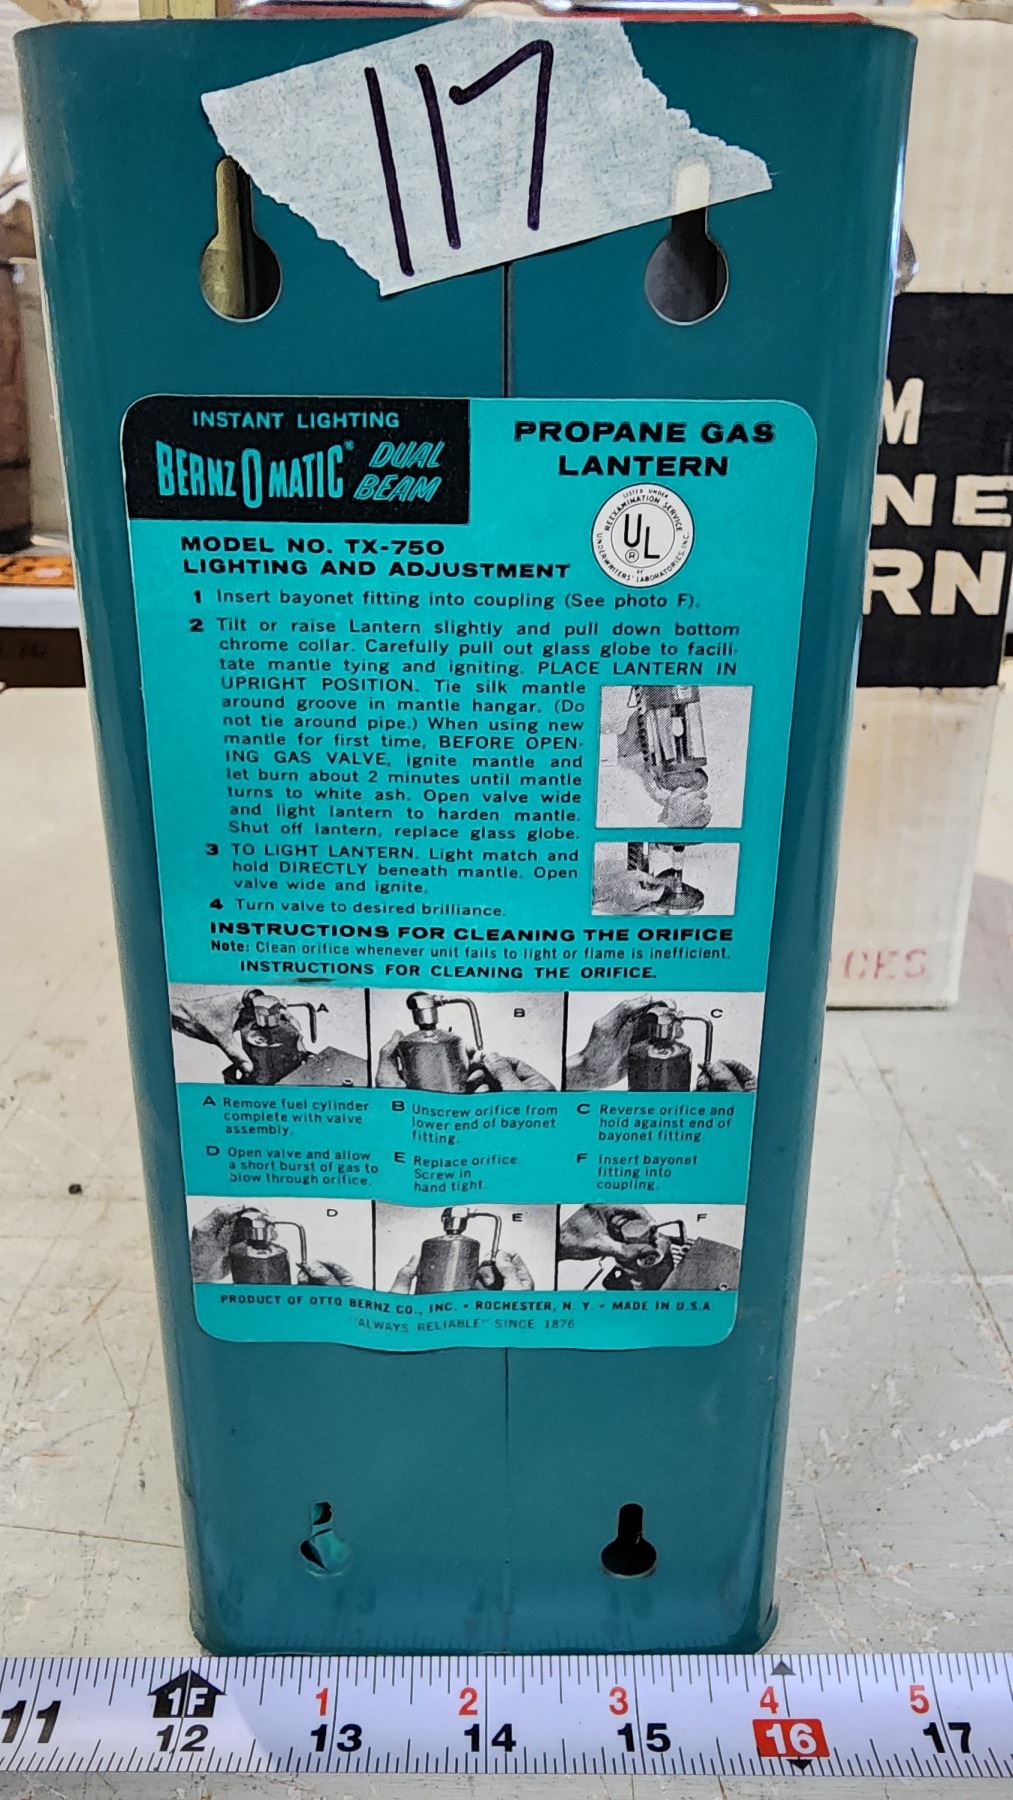 117
INSTANT LIGHTING
BERNZOMATIC® DUAL BEAM
PROPANE GAS
LANTERN
LISTED UNDER
REEXAMINATION SERVICE
UL ®
OF
UNDERWRITERS' LABORATORIES, INC.
MODEL NO. TX-750
LIGHTING AND ADJUSTMENT
1 Insert bayonet fitting into coupling (See photo F).
2 Tilt or raise Lantern slightly and pull down bottom
chrome collar. Carefully pull out glass globe to facili-
tate mantle tying and igniting. PLACE LANTERN IN
UPRIGHT POSITION. Tie silk mantle
around groove in mantle hangar. (Do
not tie around pipe.) When using new
mantle for first time, BEFORE OPEN-
ING GAS VALVE, ignite mantle and
let burn about 2 minutes until mantle
turns to white ash. Open valve wide
and light lantern to harden mantle.
Shut off lantern, replace glass globe.
3 TO LIGHT LANTERN. Light match and
hold DIRECTLY beneath mantle. Open
valve wide and ignite.
4 Turn valve to desired brilliance.
INSTRUCTIONS FOR CLEANING THE ORIFICE
Note: Clean orifice whenever unit fails to light or flame is inefficient.
INSTRUCTIONS FOR CLEANING THE ORIFICE.
A B C
A Remove fuel cylinder
complete with valve
assembly.
B Unscrew orifice from
lower end of bayonet
fitting.
C Reverse orifice and
hold against end of
bayonet fitting
D Open valve and allow
a short burst of gas to
blow through orifice.
E Replace orifice.
Screw in
hand tight.
F Insert bayonet
fitting into
coupling.
D E F
PRODUCT OF OTTO BERNZ CO., INC. • ROCHESTER, N. Y. • MADE IN U.S.A.
"ALWAYS RELIABLE" SINCE 1876
M
NE
RN
1F 1 2 3 4 5
11 12 13 14 15 16 17